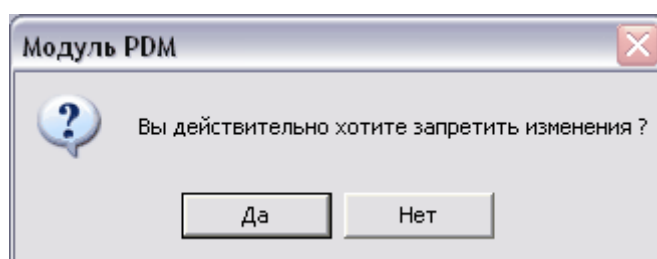 Модуль PDM
Вы действительно хотите запретить изменения ?
Да
Нет